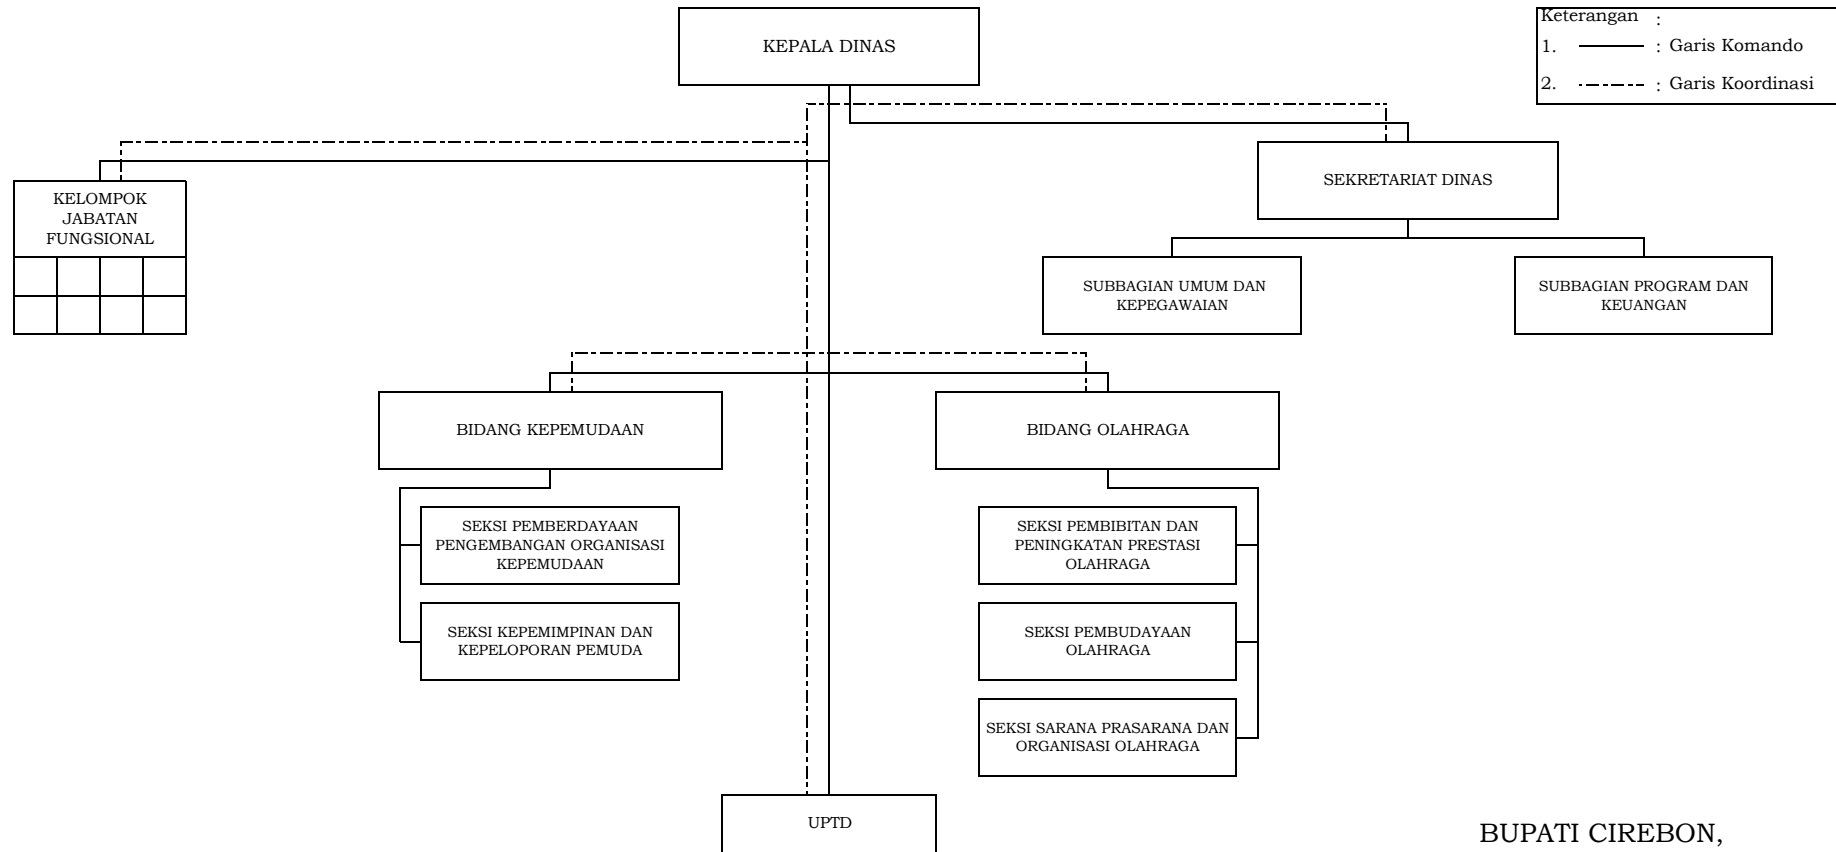 KEPALA DINAS
Keterangan :
1. : Garis Komando
2. : Garis Koordinasi
KELOMPOK
JABATAN
FUNGSIONAL
SEKRETARIAT DINAS
SUBBAGIAN UMUM DAN
KEPEGAWAIAN
SUBBAGIAN PROGRAM DAN
KEUANGAN
BIDANG KEPEMUDAAN
BIDANG OLAHRAGA
SEKSI PEMBERDAYAAN
PENGEMBANGAN ORGANISASI
KEPEMUDAAN
SEKSI KEPEMIMPINAN DAN
KEPELOPORAN PEMUDA
SEKSI PEMBIBITAN DAN
PENINGKATAN PRESTASI
OLAHRAGA
SEKSI PEMBUDAYAAN
OLAHRAGA
SEKSI SARANA PRASARANA DAN
ORGANISASI OLAHRAGA
UPTD
BUPATI CIREBON,